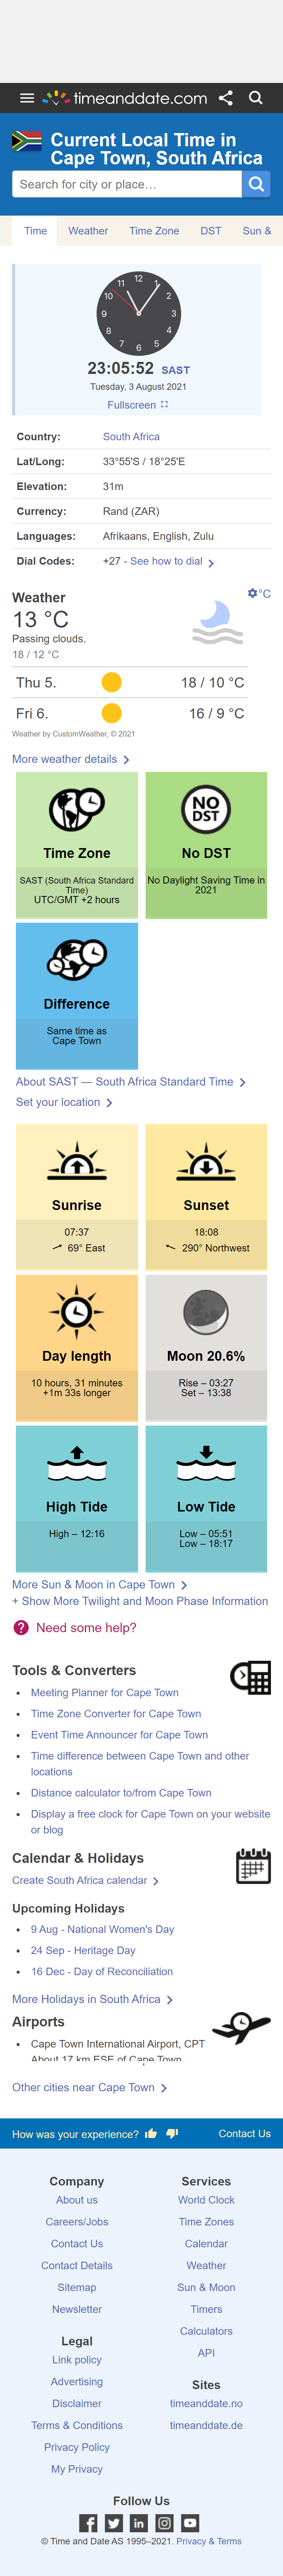 timeanddate.com
Current Local Time in
Cape Town, South Africa
Search for city or place…
Time Weather Time Zone DST Sun &
12
11 1
10 2
9 3
8 4
7 6 5
23:05:52 SAST
Tuesday, 3 August 2021
Fullscreen
Country: South Africa
Lat/Long: 33°55'S / 18°25'E
Elevation: 31m
Currency: Rand (ZAR)
Languages: Afrikaans, English, Zulu
Dial Codes: +27 - See how to dial
Weather
°C
13 °C
Passing clouds.
18 / 12 °C
Thu 5. 18 / 10 °C
Fri 6. 16 / 9 °C
Weather by CustomWeather, © 2021
More weather details
NO
DST
Time Zone
SAST (South Africa Standard
Time)
UTC/GMT +2 hours
No DST
No Daylight Saving Time in
2021
Difference
Same time as
Cape Town
About SAST — South Africa Standard Time
Set your location
Sunrise
07:37
69° East
Sunset
18:08
290° Northwest
Day length
10 hours, 31 minutes
+1m 33s longer
Moon 20.6%
Rise – 03:27
Set – 13:38
High Tide
High – 12:16
Low Tide
Low – 05:51
Low – 18:17
More Sun & Moon in Cape Town
+ Show More Twilight and Moon Phase Information
? Need some help?
Tools & Converters
Meeting Planner for Cape Town
Time Zone Converter for Cape Town
Event Time Announcer for Cape Town
Time difference between Cape Town and other
locations
Distance calculator to/from Cape Town
Display a free clock for Cape Town on your website
or blog
Calendar & Holidays
Create South Africa calendar
Upcoming Holidays
9 Aug - National Women's Day
24 Sep - Heritage Day
16 Dec - Day of Reconciliation
More Holidays in South Africa
Airports
Cape Town International Airport, CPT
About 17 km ESE of Cape Town
Other cities near Cape Town
How was your experience? Contact Us
Company
About us
Careers/Jobs
Contact Us
Contact Details
Sitemap
Newsletter
Legal
Link policy
Advertising
Disclaimer
Terms & Conditions
Privacy Policy
My Privacy
Services
World Clock
Time Zones
Calendar
Weather
Sun & Moon
Timers
Calculators
API
Sites
timeanddate.no
timeanddate.de
Follow Us
© Time and Date AS 1995–2021. Privacy & Terms